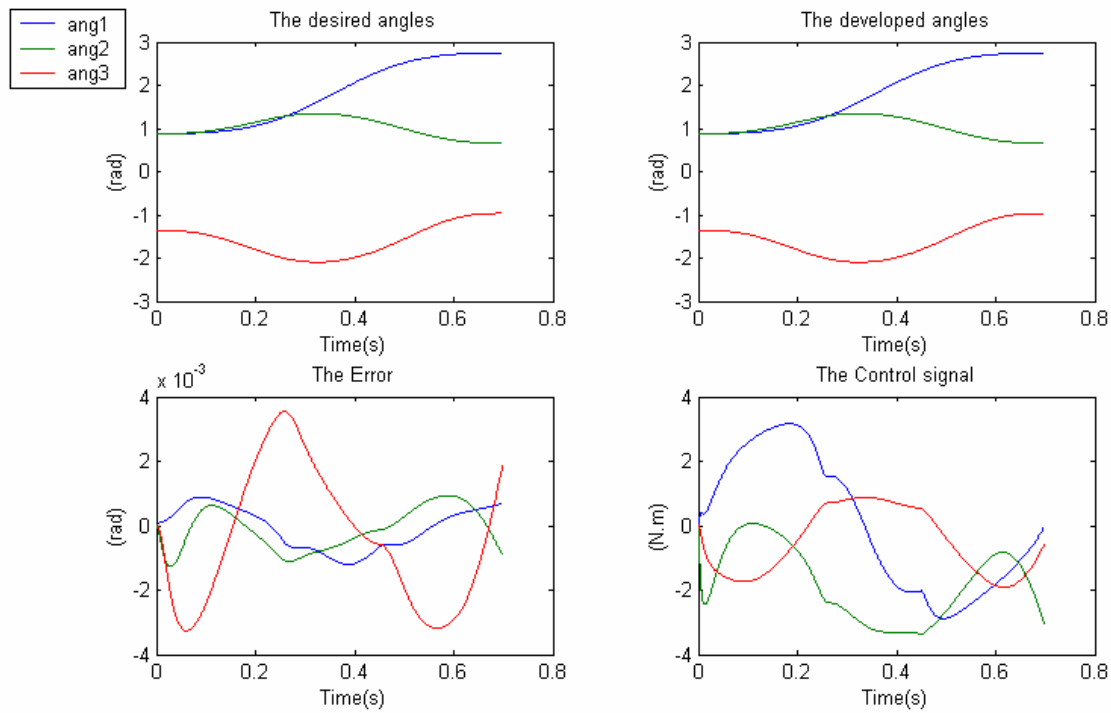 ang1
ang2
ang3
The desired angles
3
2
1
0
-1
-2
-3
(rad)
0 0.2 0.4 0.6 0.8
Time(s)
The developed angles
3
2
1
0
-1
-2
-3
(rad)
0 0.2 0.4 0.6 0.8
Time(s)
x 10-3
The Error
4
2
0
-2
-4
(rad)
0 0.2 0.4 0.6 0.8
Time(s)
The Control signal
4
2
0
-2
-4
(N.m)
0 0.2 0.4 0.6 0.8
Time(s)